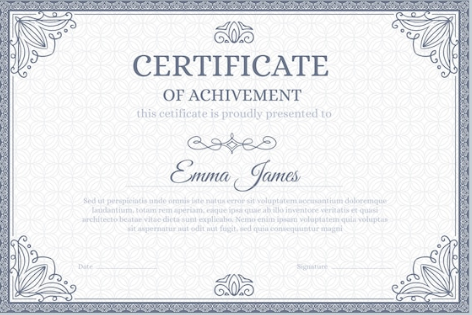 CERTIFICATE
OF ACHIVEMENT
this cetificate is proudly presented to
Emma James
Sed ut perspiciatis unde omnis iste natus error sit voluptatem accusantium doloremque
laudantium, totam rem aperiam, eaque ipsa quae ab illo inventore veritatis et quasi
architecto beatae vitae dicta sunt explicabo. Nemo enim ipsam voluptatem quia voluptas
sit aspernatur aut odit aut fugit, sed quia consequuntur magni
Date
Signature